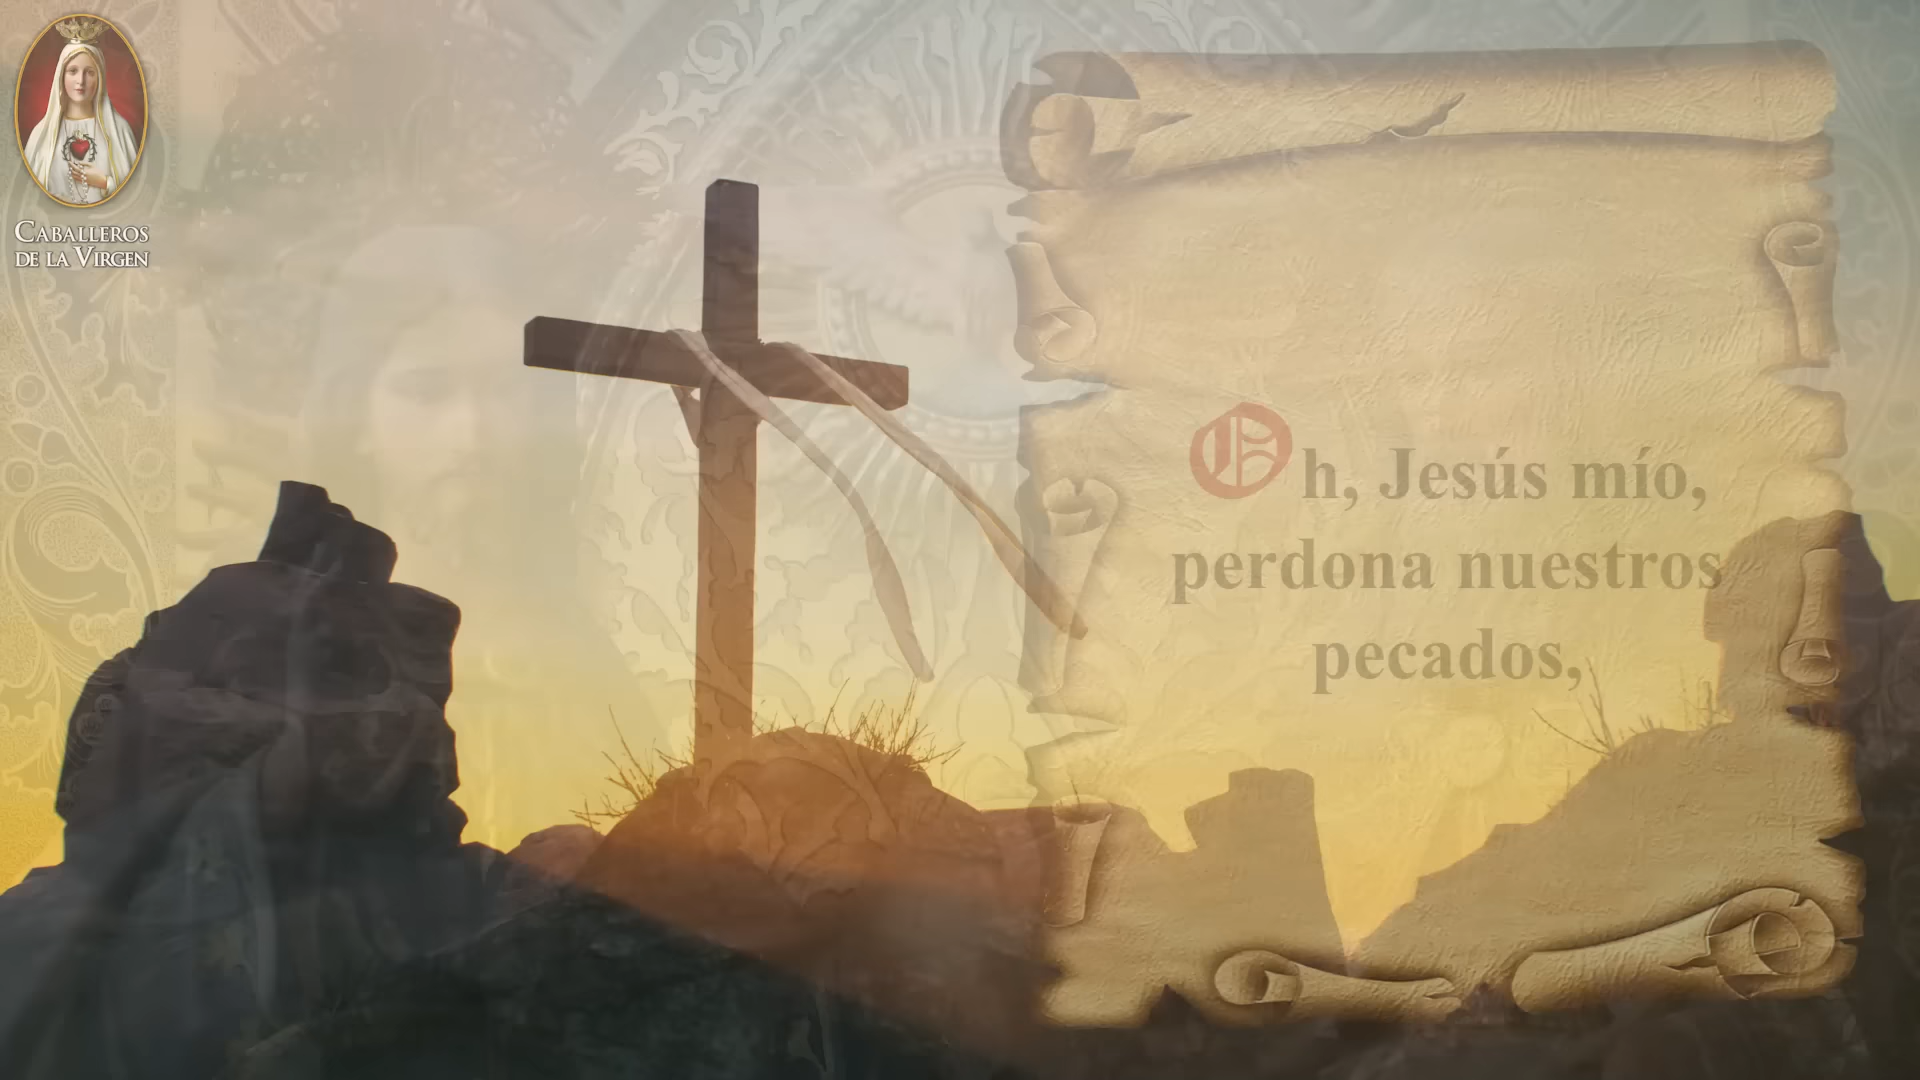 CABALLEROS
DE LA VIRGEN
Oh, Jesús mío,
perdona nuestros
pecados,